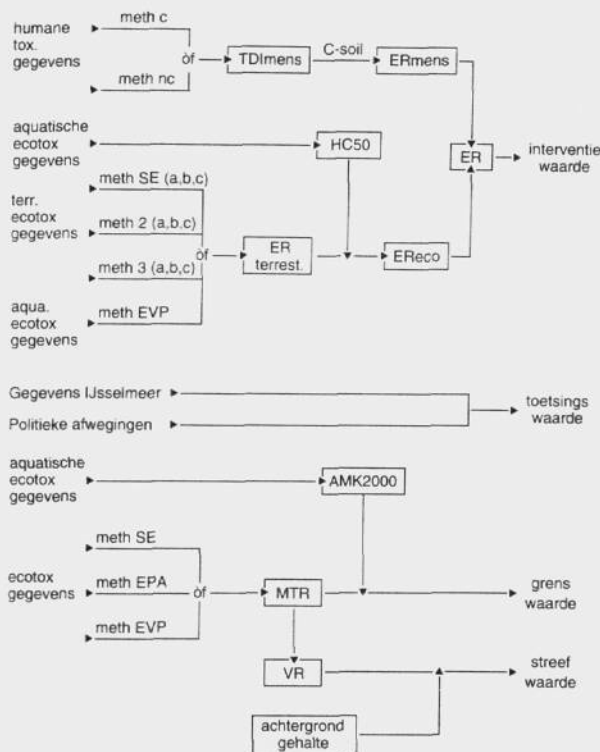 humane
tox.
gegevens
meth c
meth nc
òf
TDImens
C-soil
ERmens
aquatische
ecotox
gegevens
HC50
ER
interventie
waarde
terr.
ecotox
gegevens
meth SE (a,b,c)
meth 2 (a,b,c)
meth 3 (a,b,c)
òf
ER
terrest.
EReco
aqua.
ecotox
gegevens
meth EVP
Gegevens IJsselmeer
Politieke afwegingen
toetsings
waarde
aquatische
ecotox
gegevens
AMK2000
ecotox
gegevens
meth SE
meth EPA
meth EVP
òf
MTR
grens
waarde
VR
streef
waarde
achtergrond
gehalte